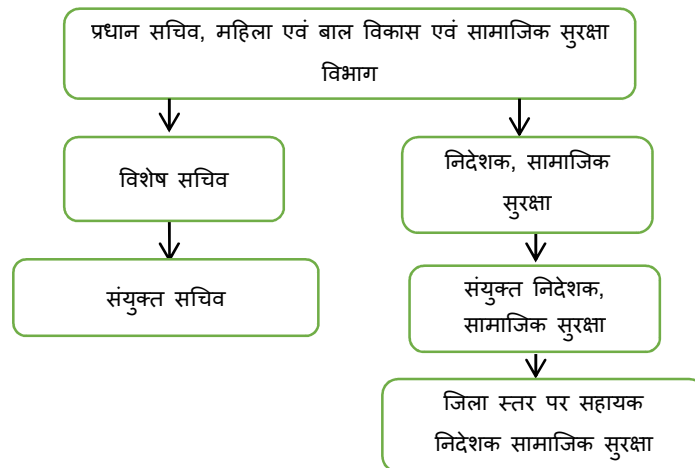 प्रधान सचिव, महिला एवं बाल विकास एवं सामाजिक सुरक्षा
विभाग
विशेष सचिव
संयुक्त सचिव
निदेशक, सामाजिक
सुरक्षा
संयुक्त निदेशक,
सामाजिक सुरक्षा
जिला स्तर पर सहायक
निदेशक सामाजिक सुरक्षा